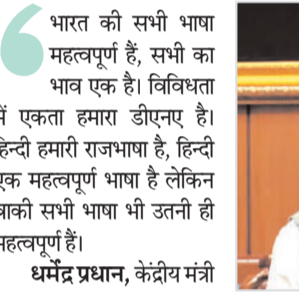 भारत की सभी भाषा
महत्वपूर्ण हैं, सभी का
भाव एक है। विविधता
में एकता हमारा डीएनए है।
हिन्दी हमारी राजभाषा है, हिन्दी
एक महत्वपूर्ण भाषा है लेकिन
बाकी सभी भाषा भी उतनी ही
महत्वपूर्ण हैं।
धर्मेंद्र प्रधान, केंद्रीय मंत्री